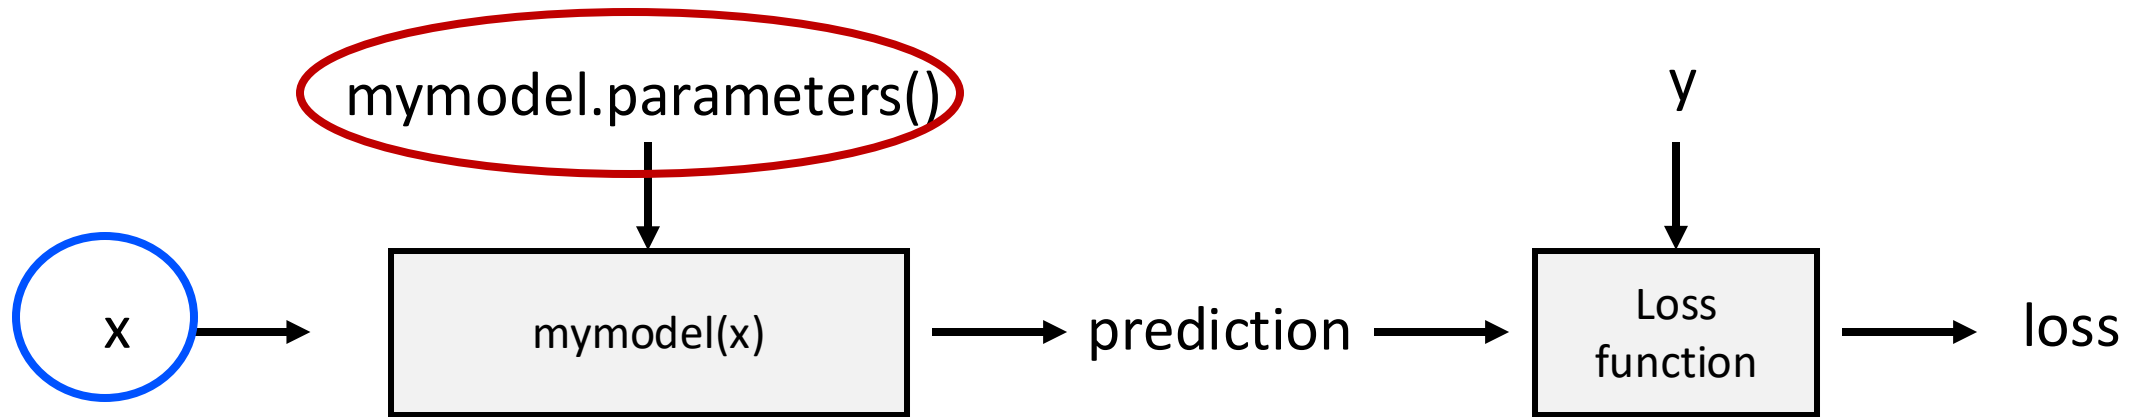 mymodel.parameters()
y
x
mymodel(x)
prediction
Loss
function
loss